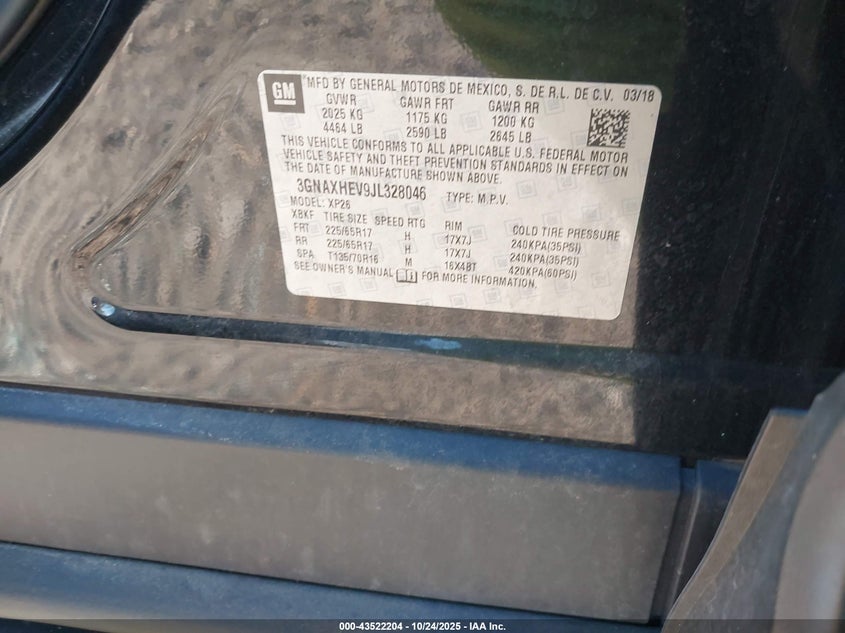 GM
MFD BY GENERAL MOTORS DE MEXICO, S. DE R.L. DE C.V. 03/18
GVWR GAWR FRT GAWR RR
2025 KG 1175 KG 1200 KG
4464 LB 2590 LB 2645 LB
THIS VEHICLE CONFORMS TO ALL APPLICABLE U.S. FEDERAL MOTOR
VEHICLE SAFETY AND THEFT PREVENTION STANDARDS IN EFFECT ON
THE DATE OF MANUFACTURE SHOWN ABOVE.
3GNAXHEV9JL328046 TYPE: M.P.V.
MODEL: XP26
XBKF TIRE SIZE SPEED RTG RIM COLD TIRE PRESSURE
FRT 225/65R17 H 17X7J 240KPA(35PSI)
RR 225/65R17 H 17X7J 240KPA(35PSI)
SPA T135/70R16 M 16X4BT 420KPA(60PSI)
SEE OWNER'S MANUAL FOR MORE INFORMATION.
000-43522204 - 10/24/2025 - IAA Inc.